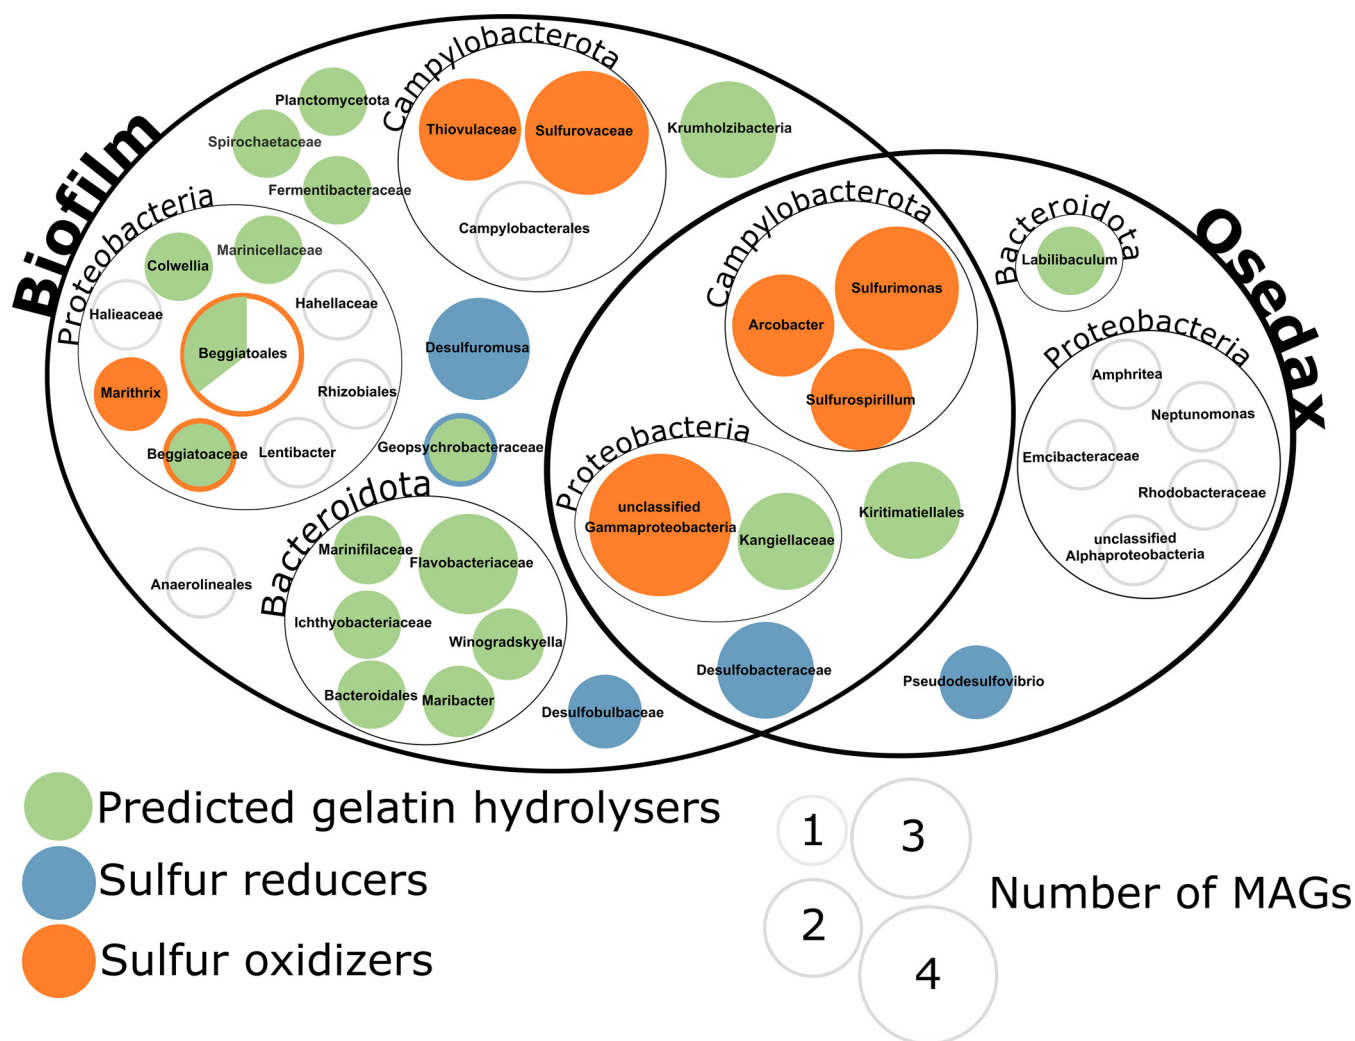 Biofilm
Campylobacterota
Thiovulaceae
Sulfurovaceae
Campylobacterales
Planctomycetota
Spirochaetaceae
Fermentibacteraceae
Krumholzibacteria
Proteobacteria
Colwellia
Marinicellaceae
Halieaceae
Hahellaceae
Beggiatoales
Marithrix
Rhizobiales
Beggiatoaceae
Lentibacter
Desulfuromusa
Geopsychrobacteraceae
Anaerolineales
Bacteroidota
Marinifilaceae
Flavobacteriaceae
Ichthyobacteriaceae
Winogradskyella
Bacteroidales
Maribacter
Desulfobulbaceae
Campylobacterota
Sulfurimonas
Arcobacter
Sulfurospirillum
Proteobacteria
unclassified
Gammaproteobacteria
Kangiellaceae
Kiritimatiellales
Desulfobacteraceae
Osedax
Bacteroidota
Labilibaculum
Proteobacteria
Amphritea
Neptunomonas
Emcibacteraceae
Rhodobacteraceae
unclassified
Alphaproteobacteria
Pseudodesulfovibrio
Predicted gelatin hydrolysers
Sulfur reducers
Sulfur oxidizers
1
3
2
4
Number of MAGs